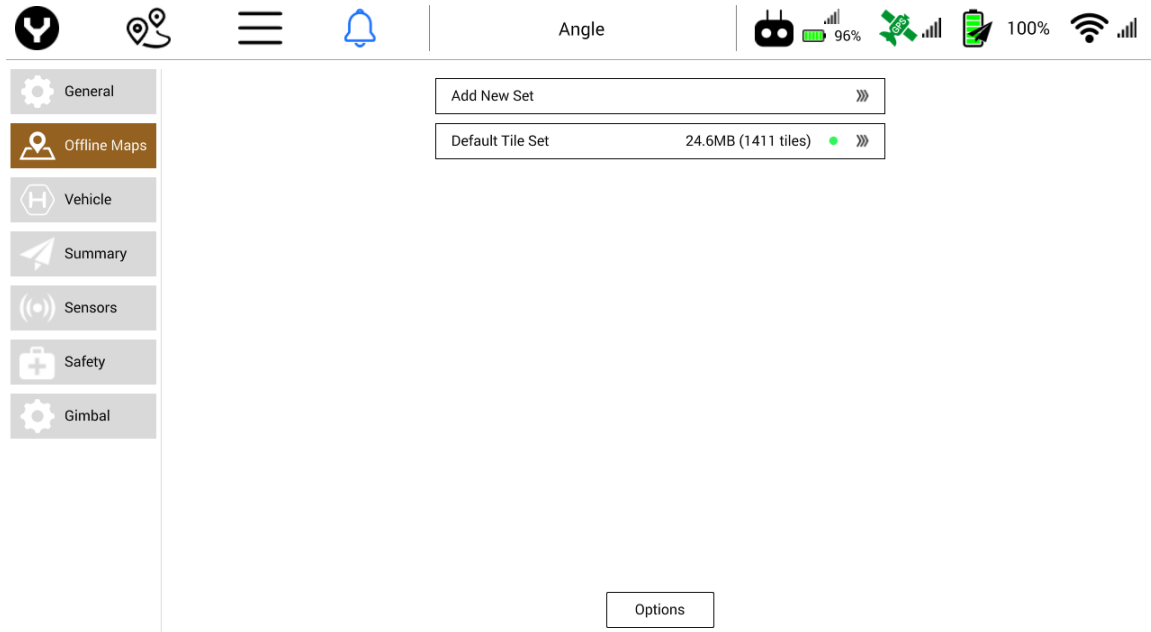 Angle
96%
GPS
100%
General
Offline Maps
Vehicle
Summary
Sensors
Safety
Gimbal
Add New Set
Default Tile Set 24.6MB (1411 tiles)
Options